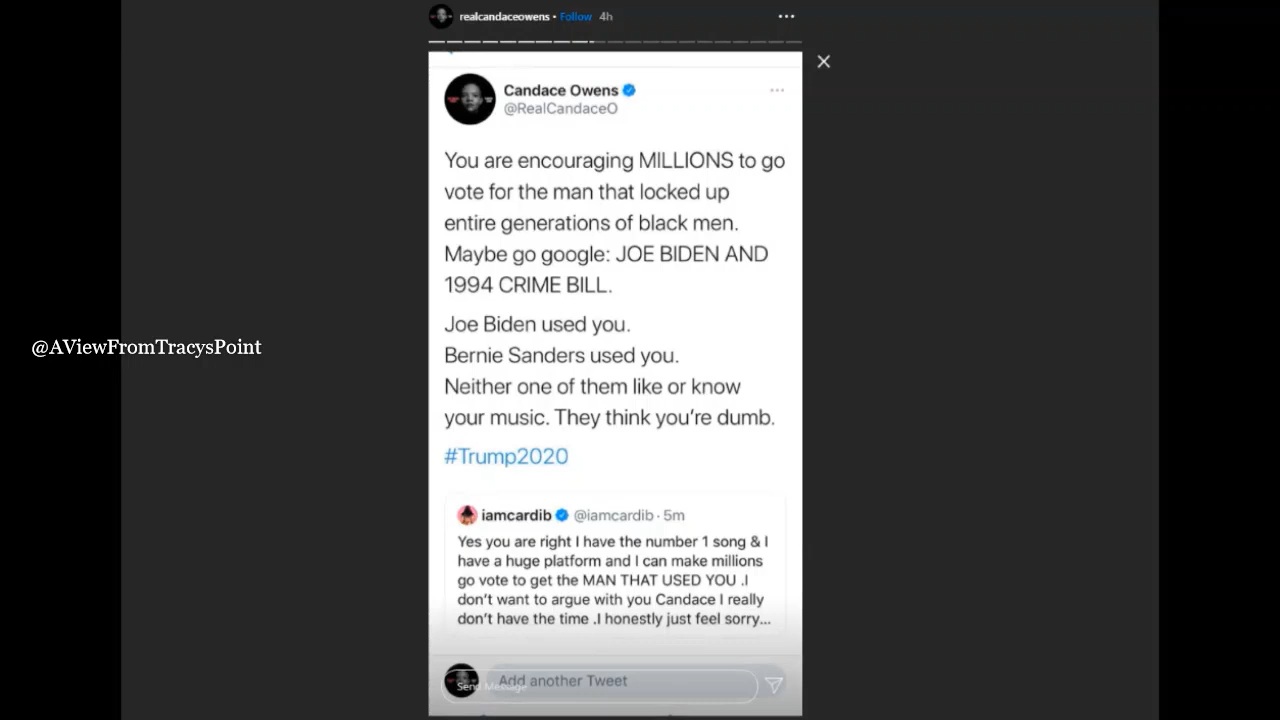 realcandaceowens • Follow 4h
Candace Owens
@RealCandaceO
You are encouraging MILLIONS to go
vote for the man that locked up
entire generations of black men.
Maybe go google: JOE BIDEN AND
1994 CRIME BILL.
Joe Biden used you.
Bernie Sanders used you.
Neither one of them like or know
your music. They think you're dumb.
#Trump2020
iamcardib @iamcardib · 5m
Yes you are right I have the number 1 song & I
have a huge platform and I can make millions
go vote to get the MAN THAT USED YOU .I
don't want to argue with you Candace I really
don't have the time .I honestly just feel sorry...
Add another Tweet
Send Message
@AViewFromTracysPoint